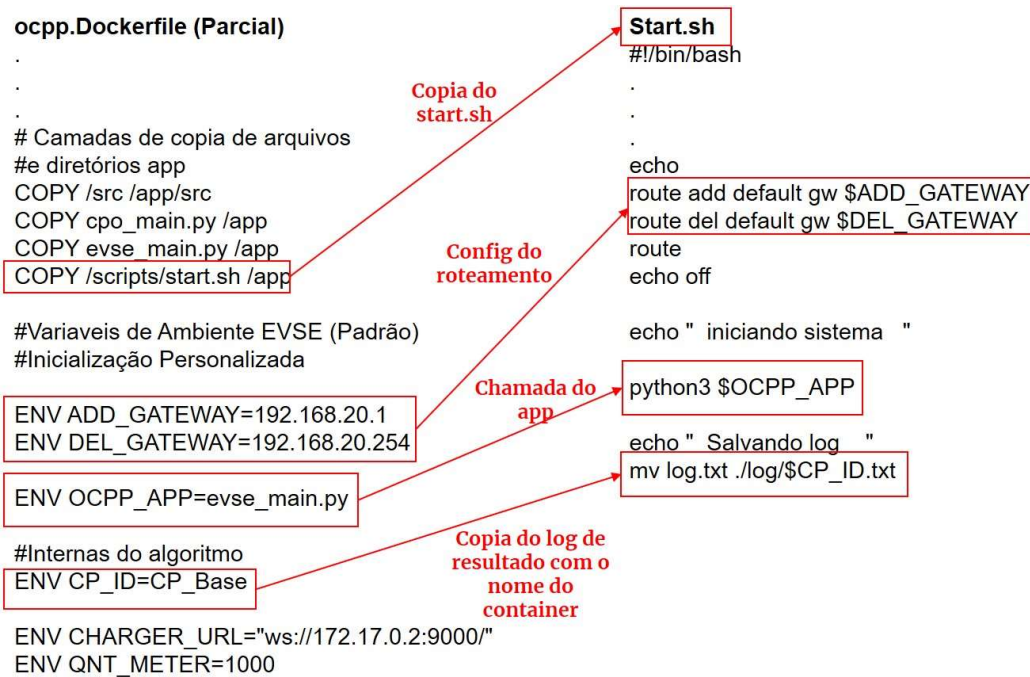 ocpp.Dockerfile (Parcial)
.
.
.
# Camadas de copia de arquivos
#e diretórios app
COPY /src /app/src
COPY cpo_main.py /app
COPY evse_main.py /app
COPY /scripts/start.sh /app
#Variaveis de Ambiente EVSE (Padrão)
#Inicialização Personalizada
ENV ADD_GATEWAY=192.168.20.1
ENV DEL_GATEWAY=192.168.20.254
ENV OCPP_APP=evse_main.py
#Internas do algoritmo
ENV CP_ID=CP_Base
ENV CHARGER_URL="ws://172.17.0.2:9000/"
ENV QNT_METER=1000
Copia do
start.sh
Config do
roteamento
Chamada do
app
Copia do log de
resultado com o
nome do
container
Start.sh
#!/bin/bash
.
.
.
echo
route add default gw $ADD_GATEWAY
route del default gw $DEL_GATEWAY
route
echo off
echo "  iniciando sistema   "
python3 $OCPP_APP
echo "  Salvando log    "
mv log.txt ./log/$CP_ID.txt